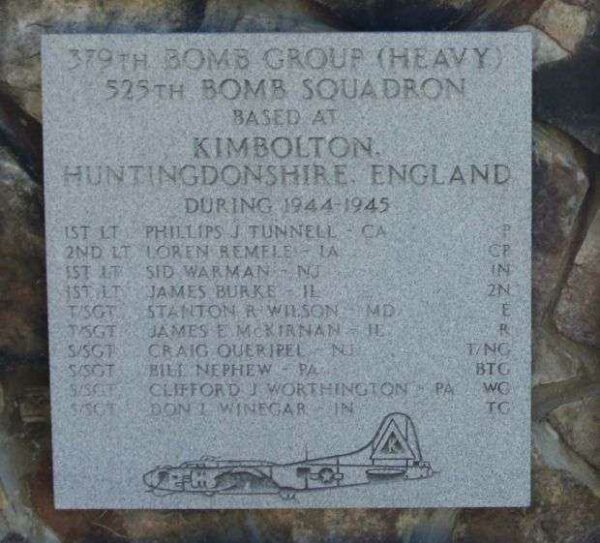 379TH BOMB GROUP (HEAVY)
525TH BOMB SQUADRON
BASED AT
KIMBOLTON,
HUNTINGDONSHIRE, ENGLAND
DURING 1944-1945
1ST LT PHILLIPS J TUNNELL - CA P
2ND LT LOREN REMELE - IA CP
1ST LT SID WARMAN - NJ 1N
1ST LT JAMES BURKE - IL 2N
T/SGT STANTON R WILSON - MD E
T/SGT JAMES E MCKIRNAN - IL R
S/SGT CRAIG QUERIPEL - NJ T/NG
S/SGT BILL NEPHEW - PA BTG
S/SGT CLIFFORD J WORTHINGTON - PA WG
S/SGT DON L WINEGAR - IN TG
K